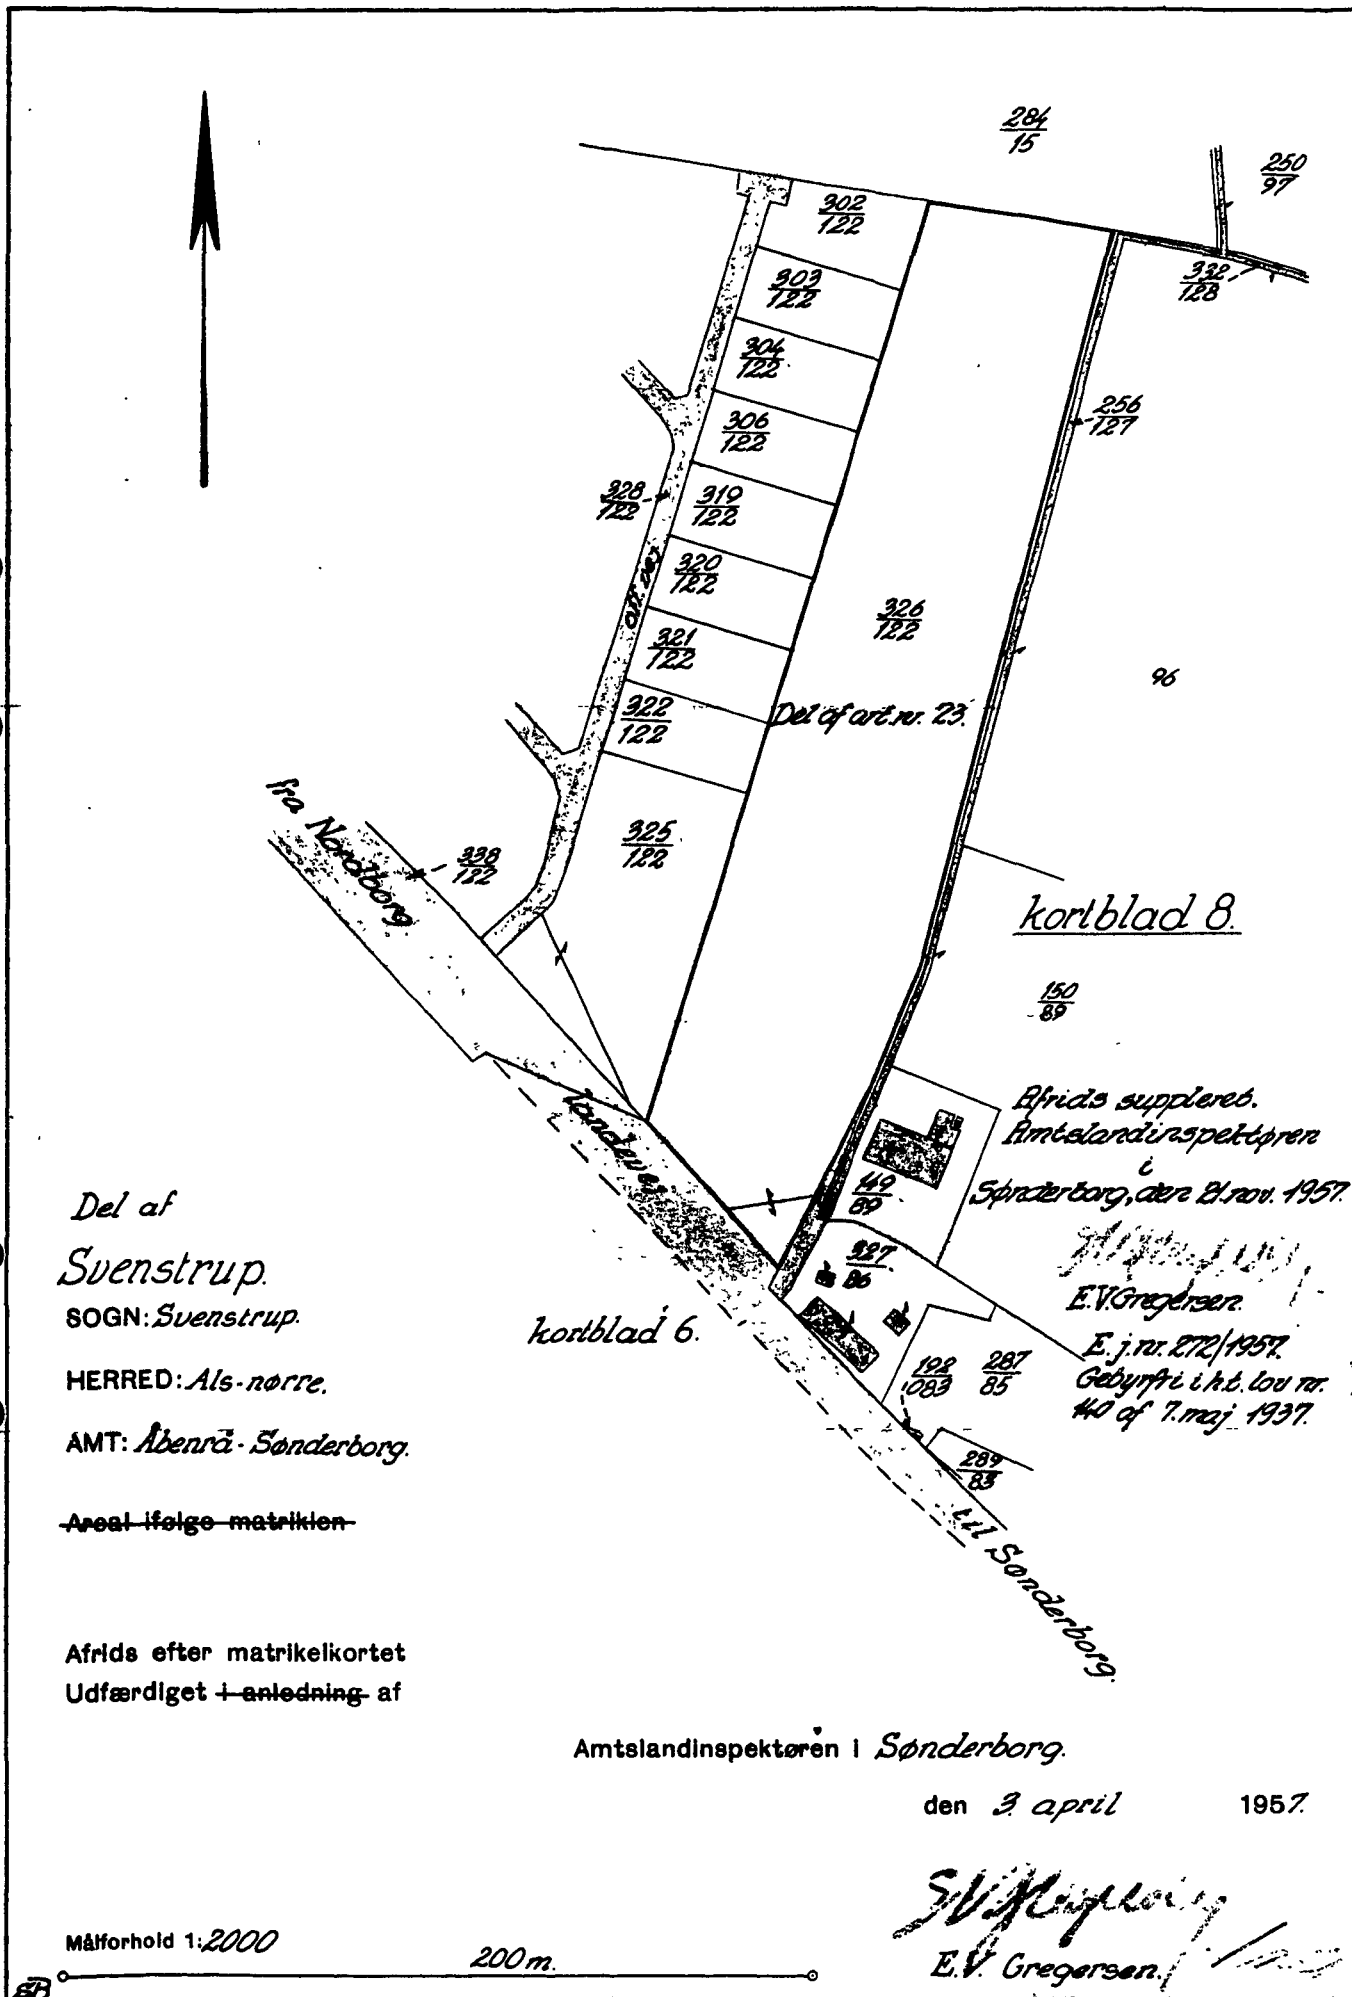 284
15
250
97
302
122
332
128
303
122
304
122
256
127
306
122
328
122
319
122
off. vej
320
122
326
122
321
122
96
322
122
Del af art.nr. 23.
fra Nordborg
325
122
338
122
kortblad 8.
150
89
landevej
Afrids suppleret.
Amtslandinspektøren
i
Sønderborg, den 21. nov. 1957.
149
89
Del af
Svenstrup.
SOGN: Svenstrup.
HERRED: Als-nørre.
AMT: Åbenrå-Sønderborg.
Areal ifølge matriklen
327
86
E.V. Gregersen.
kortblad 6.
E. j.nr. 272/1957.
Gebyrfri i h.t. lov nr.
140 af 7. maj 1937.
192
083
287
85
289
83
til Sønderborg.
Afrids efter matrikelkortet
Udfærdiget i anledning af
Amtslandinspektøren i Sønderborg.
den 3. april 1957.
E.V. Gregersen.
Målforhold 1:2000
200 m.